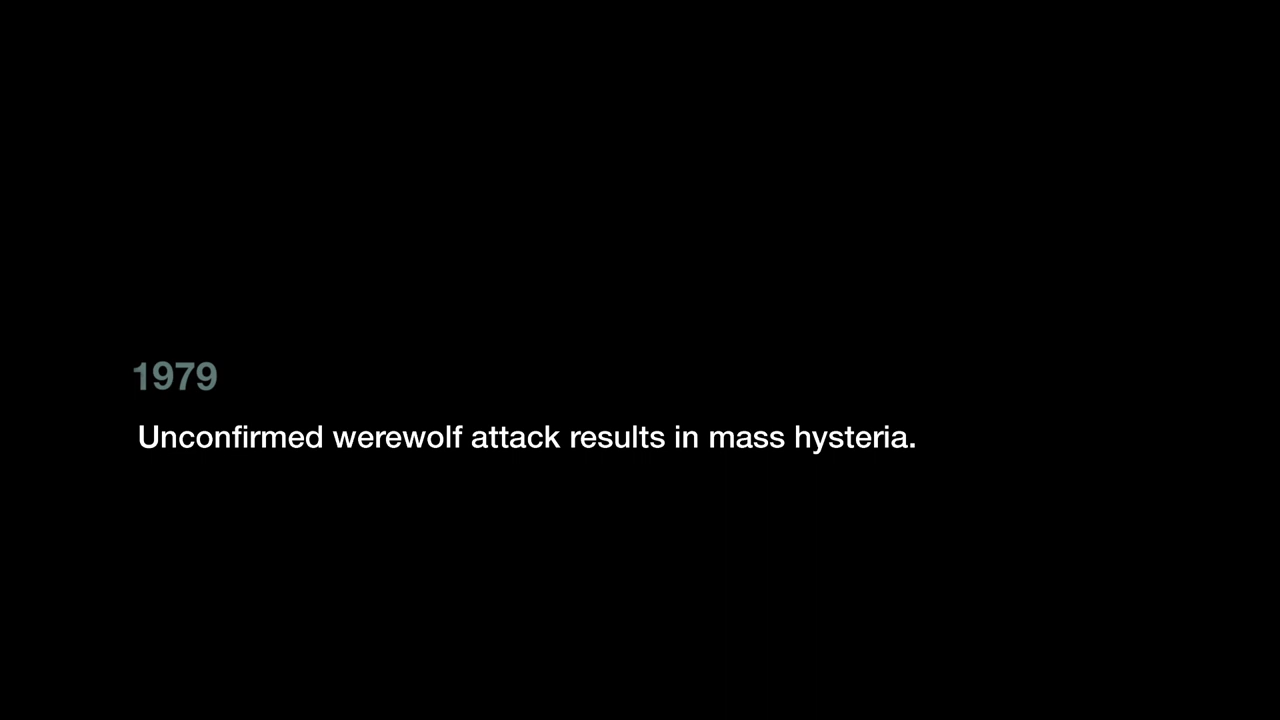 1979
Unconfirmed werewolf attack results in mass hysteria.